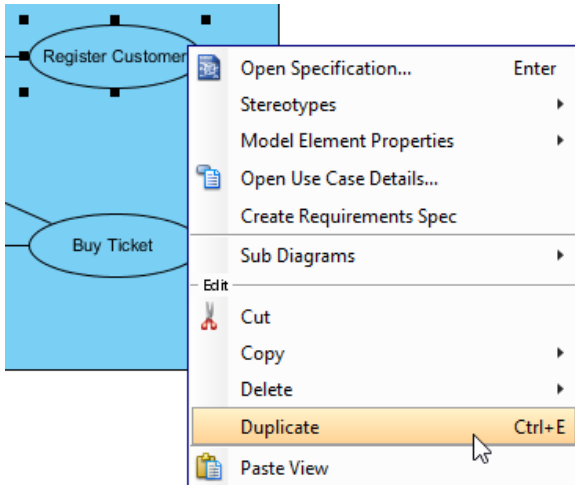 Register Customer
Buy Ticket
Open Specification... Enter
Stereotypes
Model Element Properties
Open Use Case Details...
Create Requirements Spec
Sub Diagrams
Edit
Cut
Copy
Delete
Duplicate Ctrl+E
Paste View